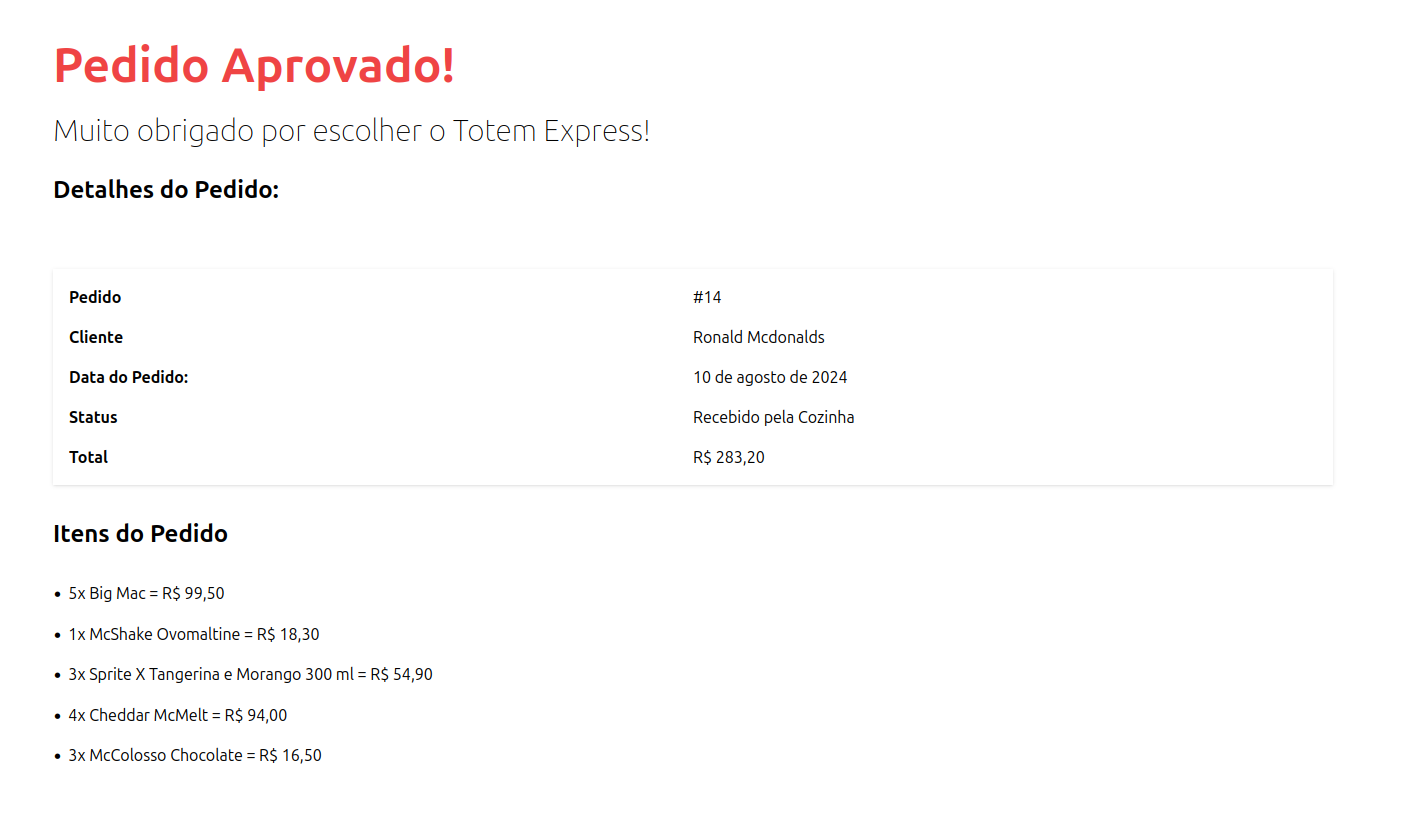 Pedido Aprovado!
Muito obrigado por escolher o Totem Express!
Detalhes do Pedido:
Pedido #14
Cliente Ronald Mcdonalds
Data do Pedido: 10 de agosto de 2024
Status Recebido pela Cozinha
Total R$ 283,20
Itens do Pedido
• 5x Big Mac = R$ 99,50
• 1x McShake Ovomaltine = R$ 18,30
• 3x Sprite X Tangerina e Morango 300 ml = R$ 54,90
• 4x Cheddar McMelt = R$ 94,00
• 3x McColosso Chocolate = R$ 16,50